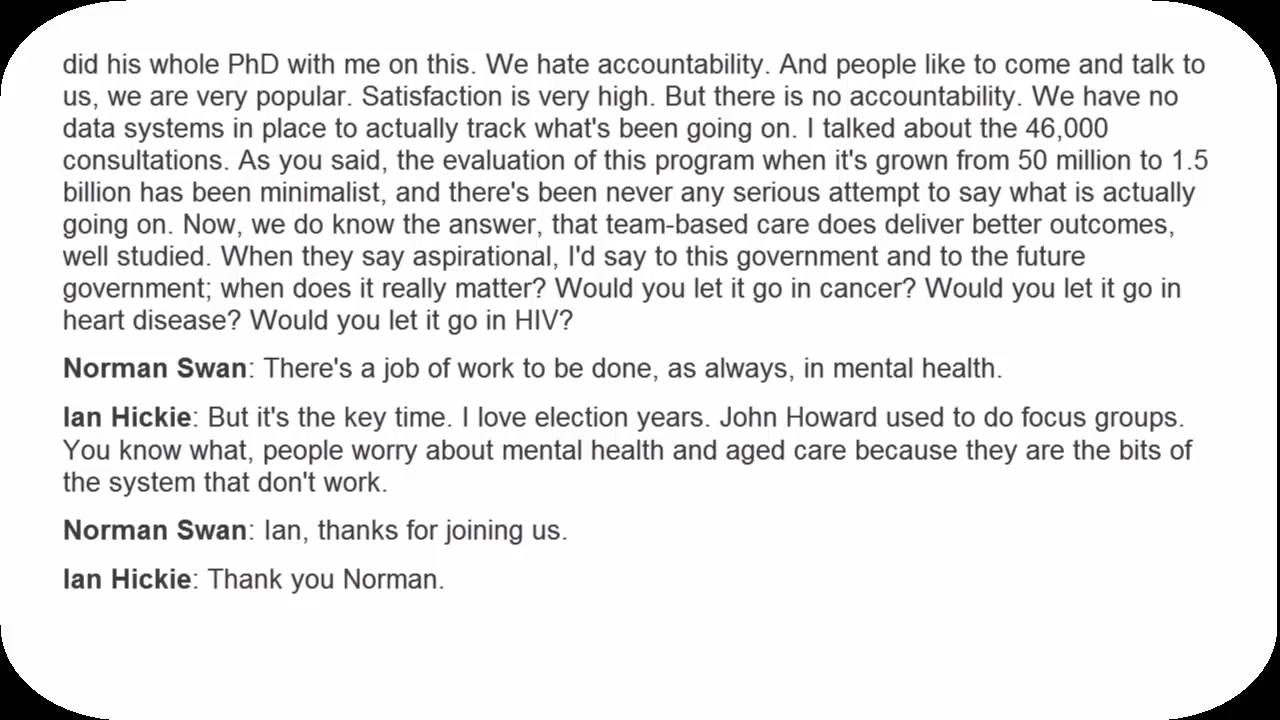 did his whole PhD with me on this. We hate accountability. And people like to come and talk to
us, we are very popular. Satisfaction is very high. But there is no accountability. We have no
data systems in place to actually track what's been going on. I talked about the 46,000
consultations. As you said, the evaluation of this program when it's grown from 50 million to 1.5
billion has been minimalist, and there's been never any serious attempt to say what is actually
going on. Now, we do know the answer, that team-based care does deliver better outcomes,
well studied. When they say aspirational, I'd say to this government and to the future
government; when does it really matter? Would you let it go in cancer? Would you let it go in
heart disease? Would you let it go in HIV?
Norman Swan: There's a job of work to be done, as always, in mental health.
Ian Hickie: But it's the key time. I love election years. John Howard used to do focus groups.
You know what, people worry about mental health and aged care because they are the bits of
the system that don't work.
Norman Swan: Ian, thanks for joining us.
Ian Hickie: Thank you Norman.